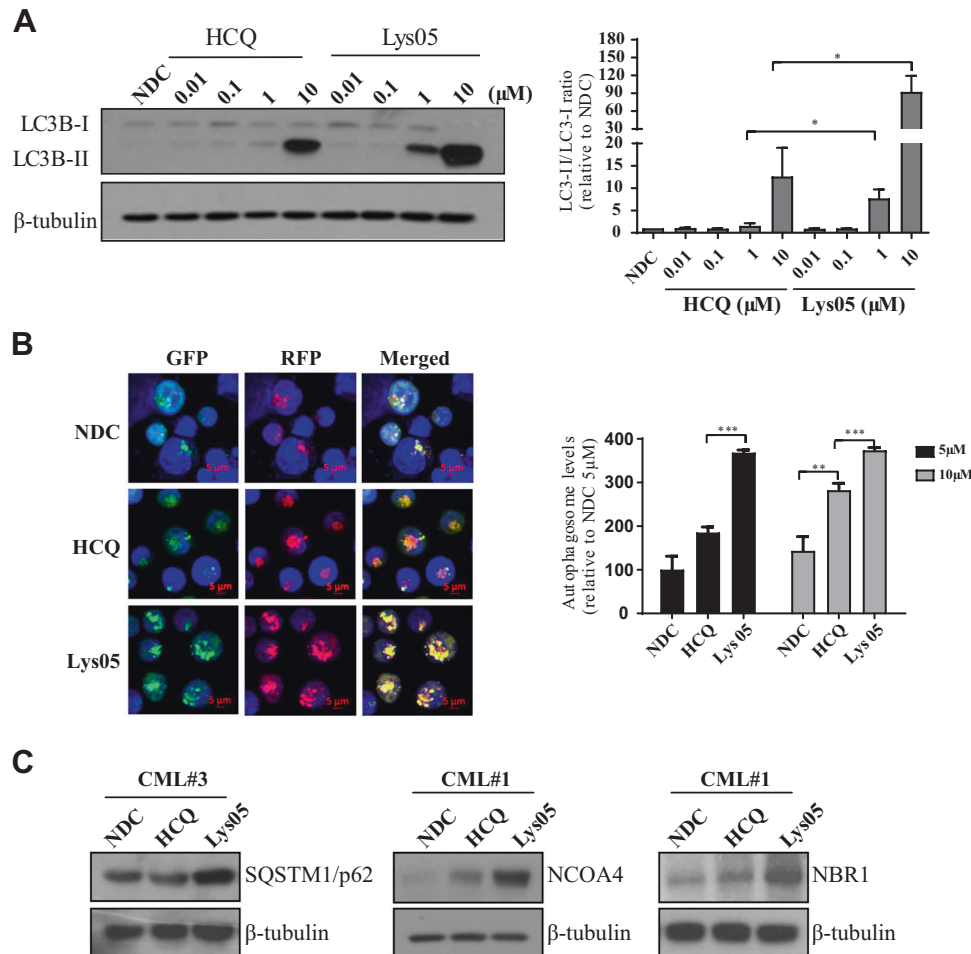 A
HCQ
Lys05
NDC
0.01
0.1
1
10
0.01
0.1
1
10
(μM)
LC3B-I
LC3B-II
β-tubulin
LC3-II/LC3-I ratio
(relative to NDC)
180
150
120
90
60
30
20
15
10
5
0
*
*
NDC
0.01
0.1
1
10
0.01
0.1
1
10
HCQ (μM)
Lys05 (μM)
B
GFP
RFP
Merged
NDC
5 μm
5 μm
5 μm
HCQ
5 μm
5 μm
5 μm
Lys05
5 μm
5 μm
5 μm
Autophagosome levels
(relative to NDC 5μM)
400
300
200
100
0
***
**
***
5μM
10μM
NDC
HCQ
Lys05
NDC
HCQ
Lys05
C
CML#3
NDC
HCQ
Lys05
SQSTM1/p62
β-tubulin
CML#1
NDC
HCQ
Lys05
NCOA4
β-tubulin
CML#1
NDC
HCQ
Lys05
NBR1
β-tubulin